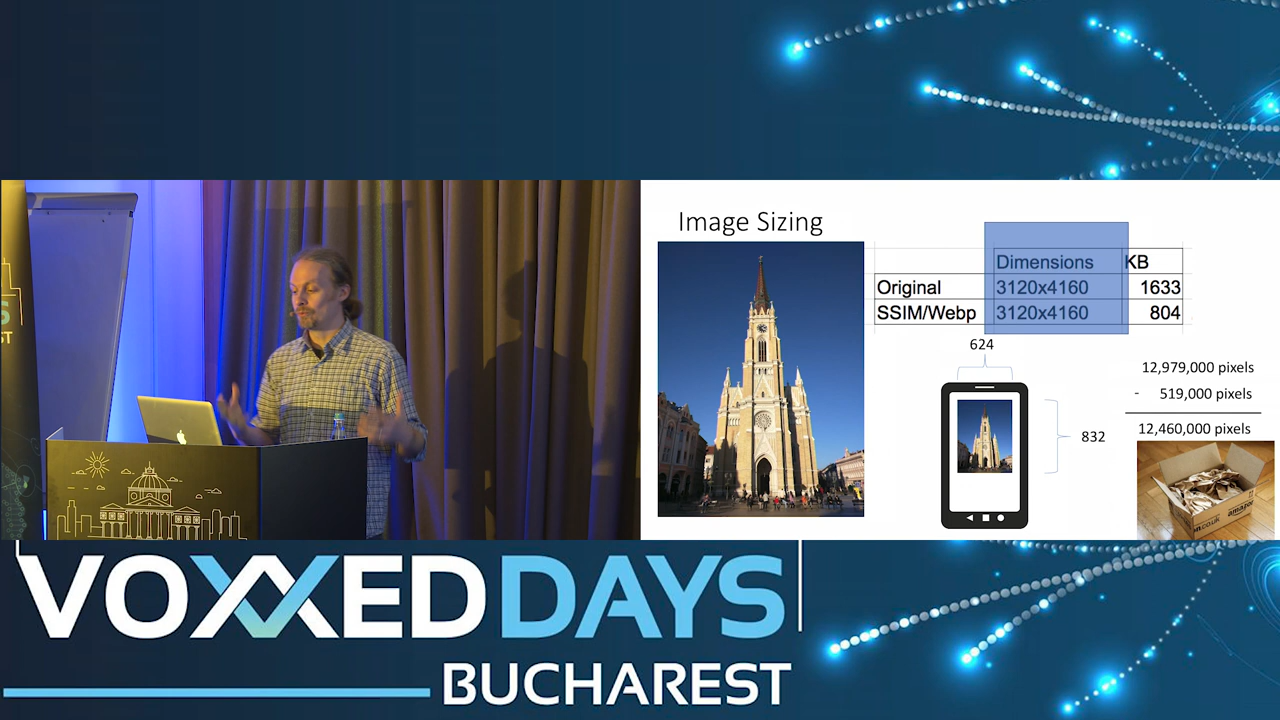 Image Sizing
Dimensions KB
Original 3120x4160 1633
SSIM/Webp 3120x4160 804
624
832
12,979,000 pixels
- 519,000 pixels
12,460,000 pixels
VOXXED DAYS
BUCHAREST